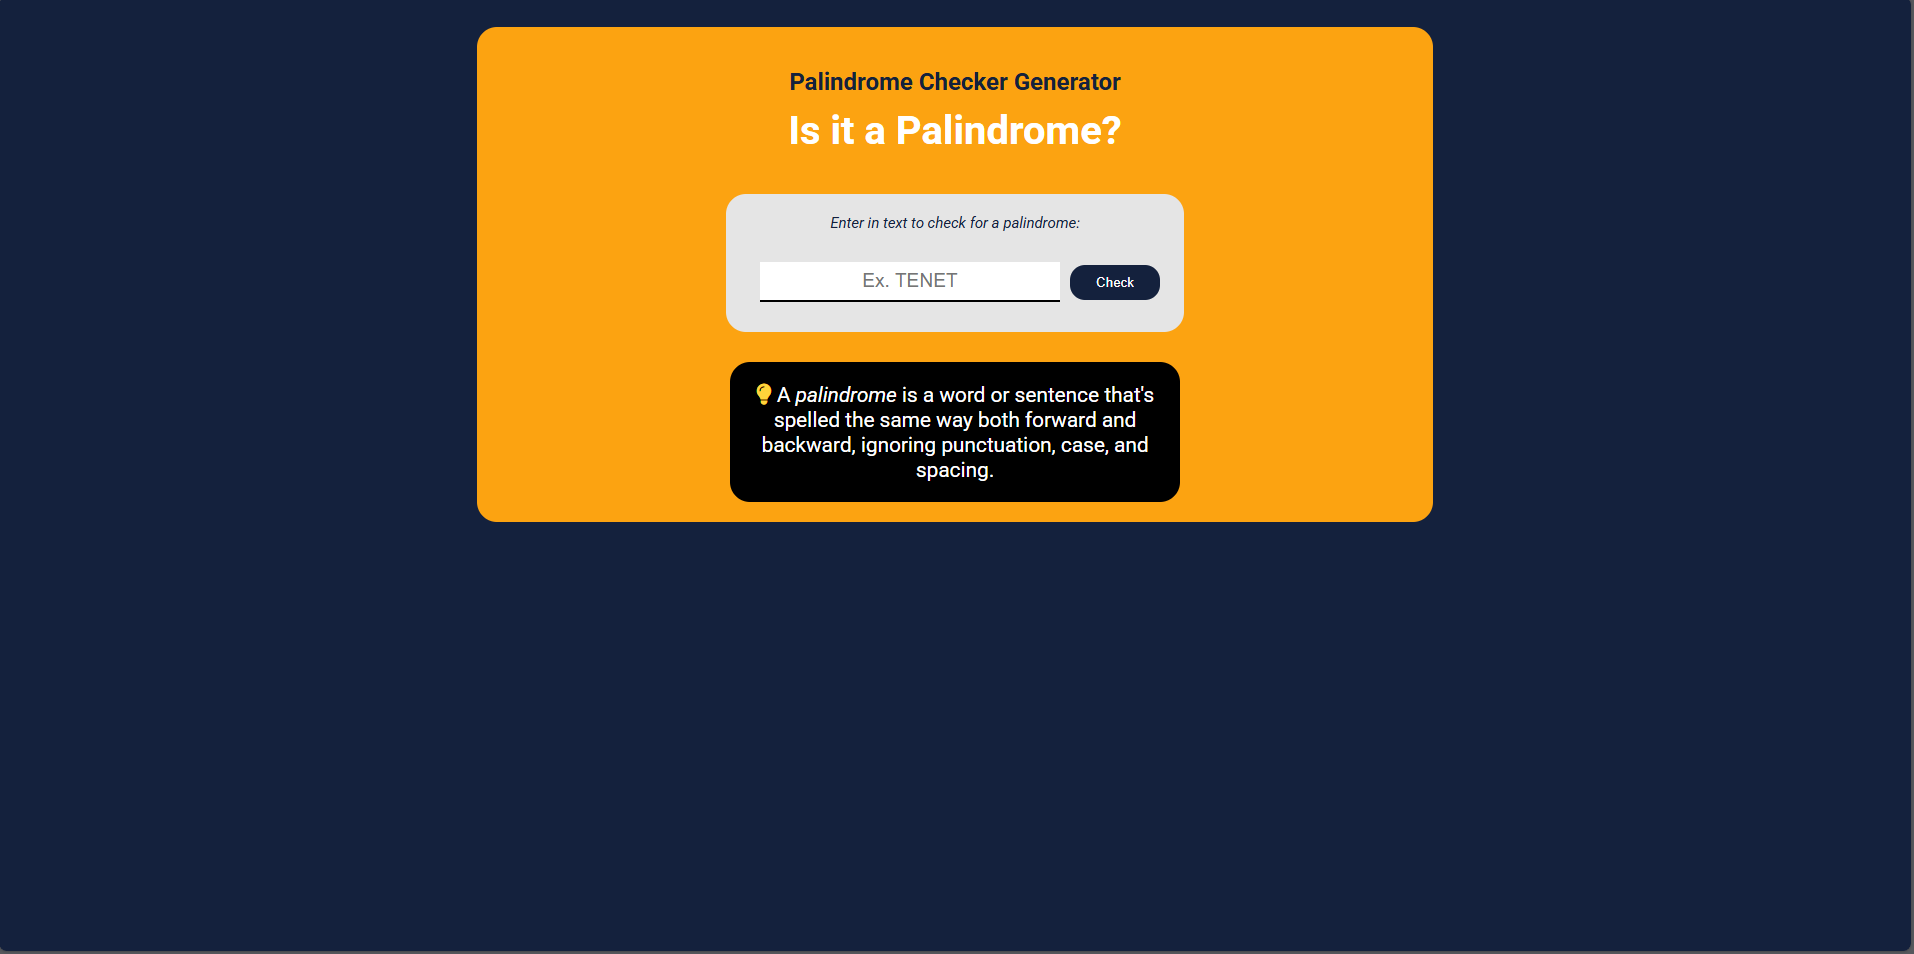 Palindrome Checker Generator
Is it a Palindrome?
Enter in text to check for a palindrome:
Ex. TENET
Check
💡A palindrome is a word or sentence that's
spelled the same way both forward and
backward, ignoring punctuation, case, and
spacing.